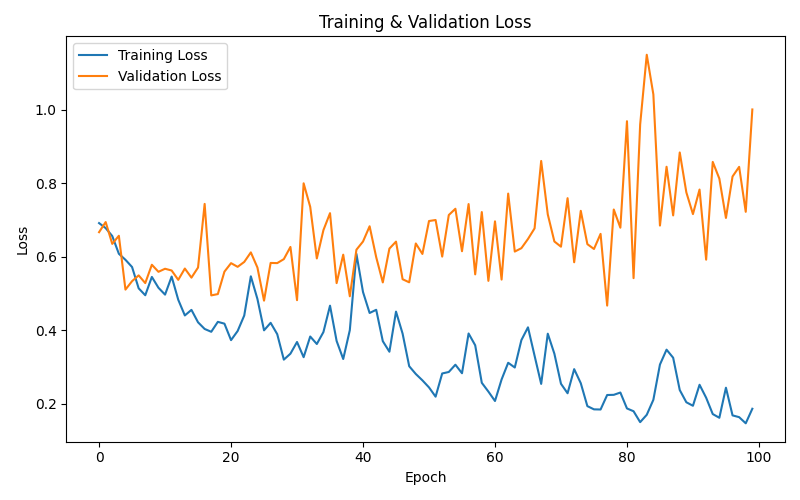 Training & Validation Loss
Training Loss
Validation Loss
1.0
0.8
0.6
0.4
0.2
Loss
0 20 40 60 80 100
Epoch